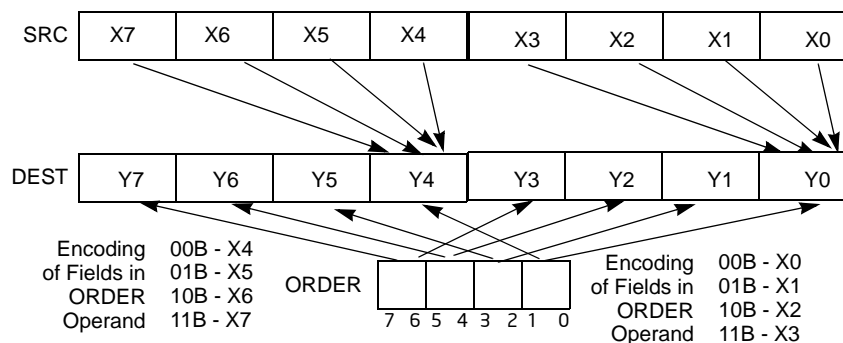 SRC X7 X6 X5 X4 X3 X2 X1 X0
DEST Y7 Y6 Y5 Y4 Y3 Y2 Y1 Y0
Encoding 00B - X4
of Fields in 01B - X5
ORDER 10B - X6
Operand 11B - X7
ORDER
7 6 5 4 3 2 1 0
Encoding 00B - X0
of Fields in 01B - X1
ORDER 10B - X2
Operand 11B - X3